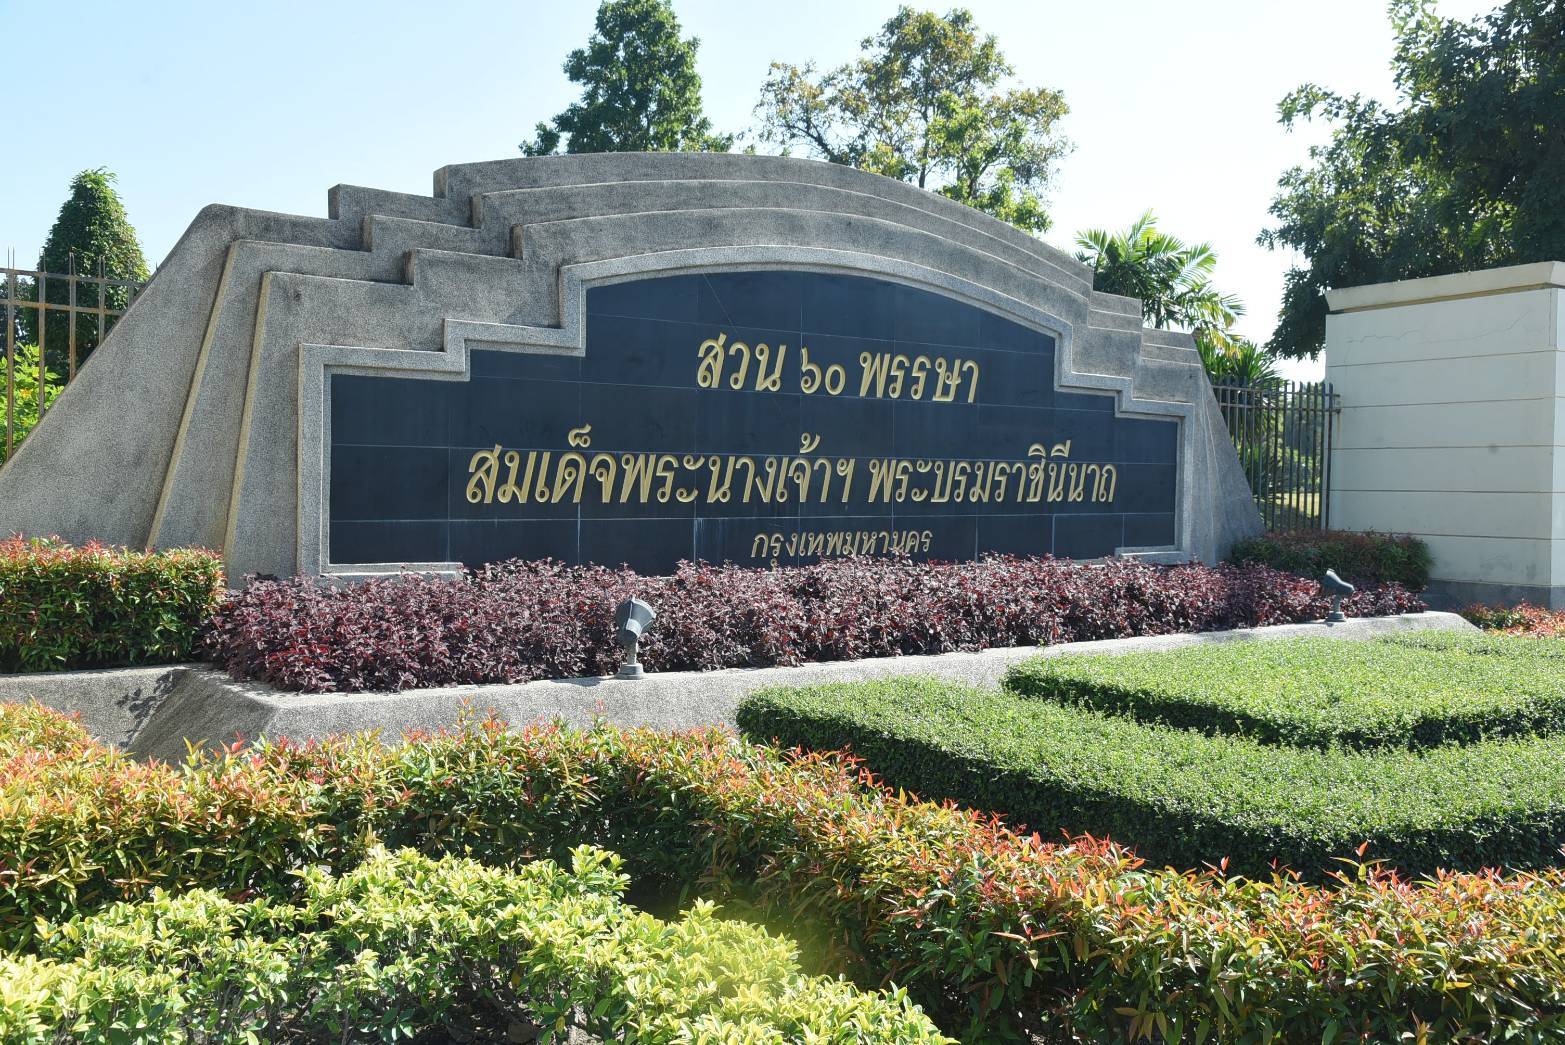 สวน ๖๐ พรรษา
สมเด็จพระนางเจ้าฯ พระบรมราชินีนาถ
กรุงเทพมหานคร